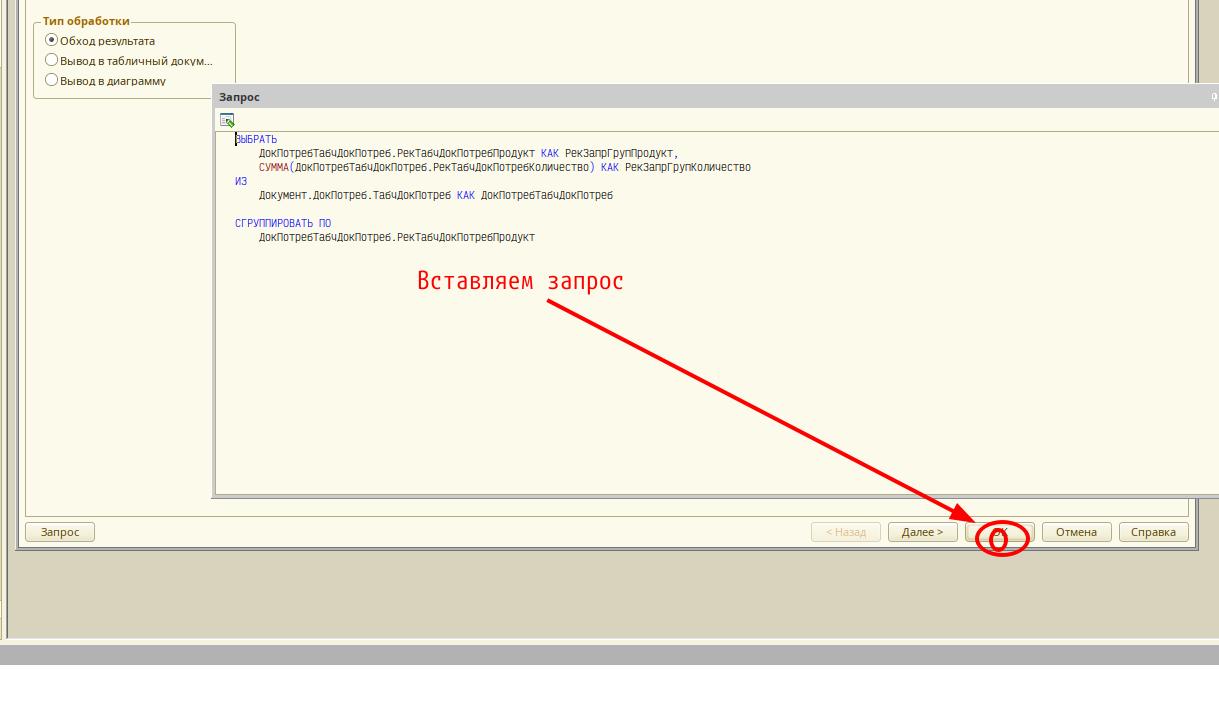 Тип обработки
Обход результата
Вывод в табличный докум...
Вывод в диаграмму
Запрос
ВЫБРАТЬ
ДокПотребТабчДокПотреб.РекТабчДокПотребПродукт КАК РекЗапрГрупПродукт,
СУММА(ДокПотребТабчДокПотреб.РекТабчДокПотребКоличество) КАК РекЗапрГрупКоличество
ИЗ
Документ.ДокПотреб.ТабчДокПотреб КАК ДокПотребТабчДокПотреб
СГРУППИРОВАТЬ ПО
ДокПотребТабчДокПотреб.РекТабчДокПотребПродукт
Вставляем запрос
Запрос
< Назад
Далее >
ОК
Отмена
Справка